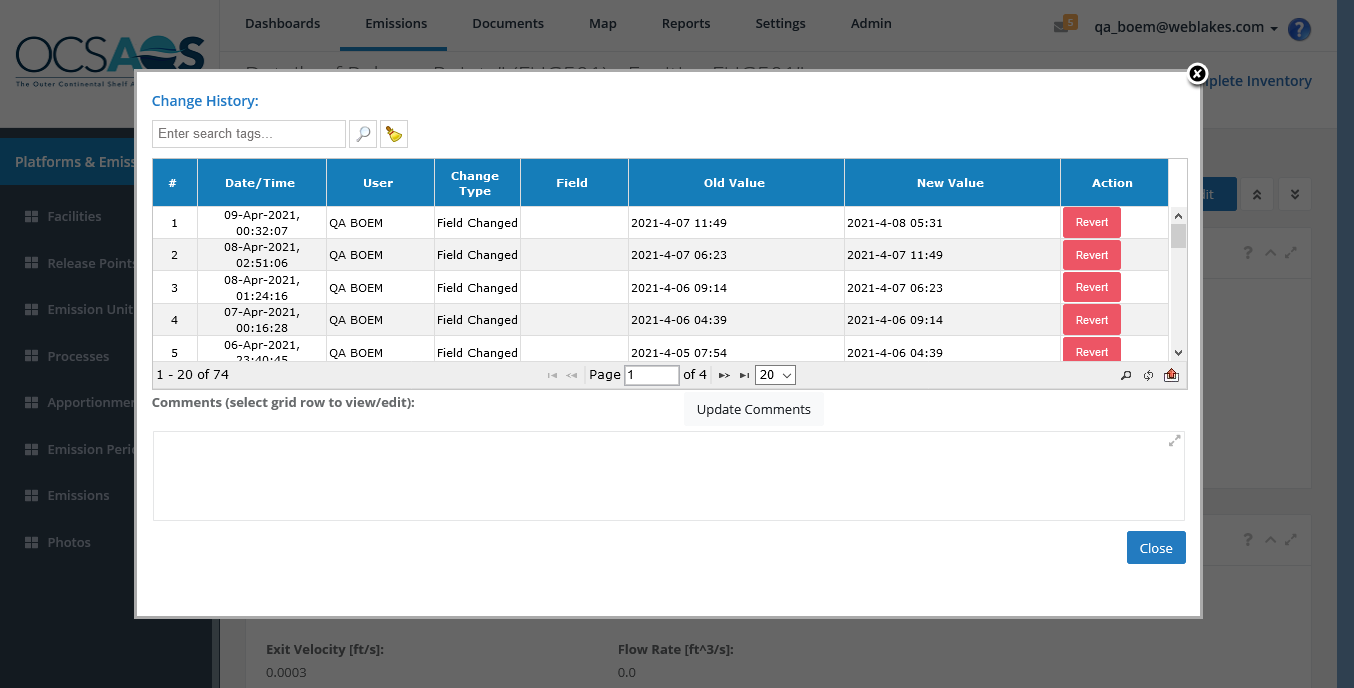 Dashboards Emissions Documents Map Reports Settings Admin 5 qa_boem@weblakes.com ?
OCSAQS
The Outer Continental Shelf A
plete Inventory
Platforms & Emiss
Facilities
Release Points
Emission Unit
Processes
Apportionmen
Emission Perio
Emissions
Photos
Change History:
Enter search tags...
# Date/Time User Change Type Field Old Value New Value Action
1 09-Apr-2021, 00:32:07 QA BOEM Field Changed 2021-4-07 11:49 2021-4-08 05:31 Revert
2 08-Apr-2021, 02:51:06 QA BOEM Field Changed 2021-4-07 06:23 2021-4-07 11:49 Revert
3 08-Apr-2021, 01:24:16 QA BOEM Field Changed 2021-4-06 09:14 2021-4-07 06:23 Revert
4 07-Apr-2021, 00:16:28 QA BOEM Field Changed 2021-4-06 04:39 2021-4-06 09:14 Revert
5 06-Apr-2021, 23:40:45 QA BOEM Field Changed 2021-4-05 07:54 2021-4-06 04:39 Revert
1 - 20 of 74 Page 1 of 4 20
Comments (select grid row to view/edit): Update Comments
Close
it
?
?
Exit Velocity [ft/s]: Flow Rate [ft^3/s]:
0.0003 0.0